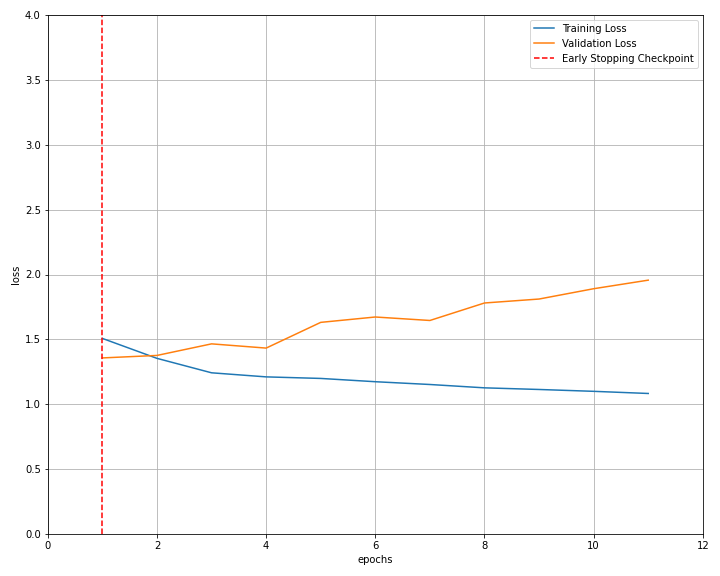 4.0
3.5
3.0
2.5
2.0
1.5
1.0
0.5
0.0
loss
Training Loss
Validation Loss
Early Stopping Checkpoint
0 2 4 6 8 10 12
epochs